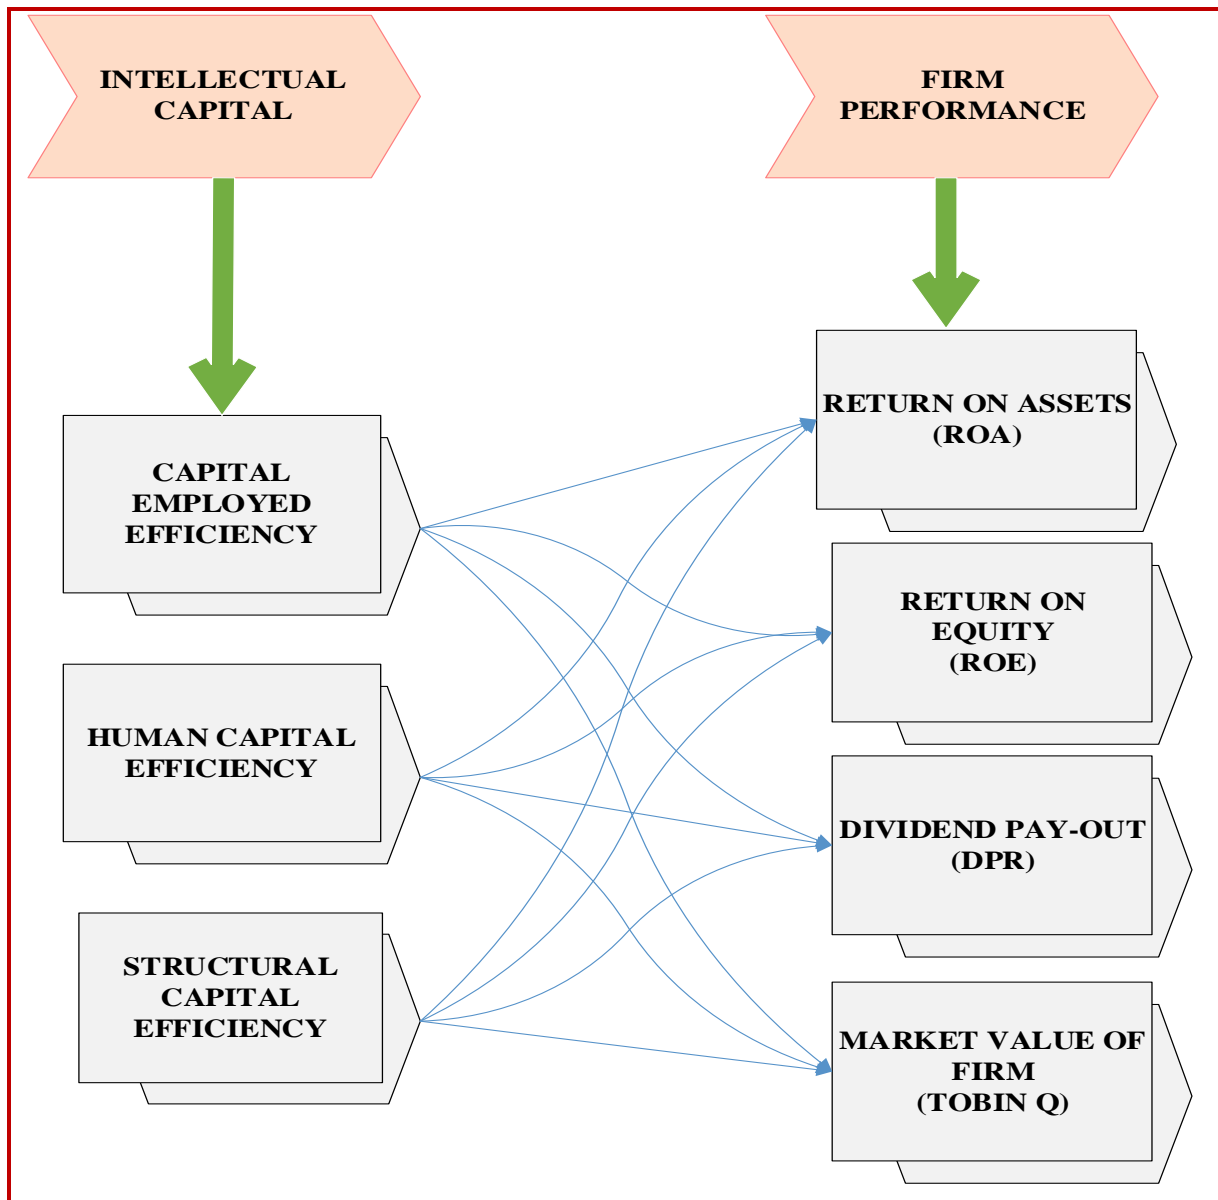 INTELLECTUAL
CAPITAL
FIRM
PERFORMANCE
CAPITAL
EMPLOYED
EFFICIENCY
HUMAN CAPITAL
EFFICIENCY
STRUCTURAL
CAPITAL
EFFICIENCY
RETURN ON ASSETS
(ROA)
RETURN ON
EQUITY
(ROE)
DIVIDEND PAY-OUT
(DPR)
MARKET VALUE OF
FIRM
(TOBIN Q)